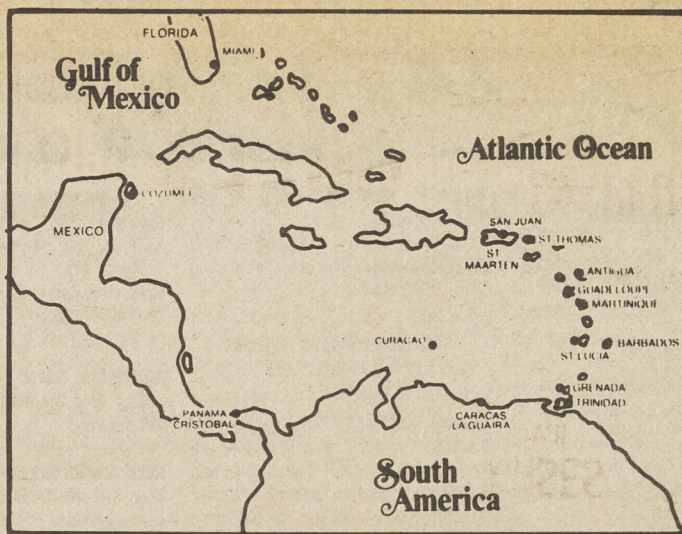 FLORIDA
MIAMI
Gulf of
Mexico
Atlantic Ocean
COZUMEL
MEXICO
SAN JUAN
ST THOMAS
ST
MAARTEN
ANTIGUA
GUADELOUPE
MARTINIQUE
CURACAO
BARBADOS
ST LUCIA
GRENADA
TRINIDAD
PANAMA
CRISTOBAL
CARACAS
LA GUAIRA
South
America